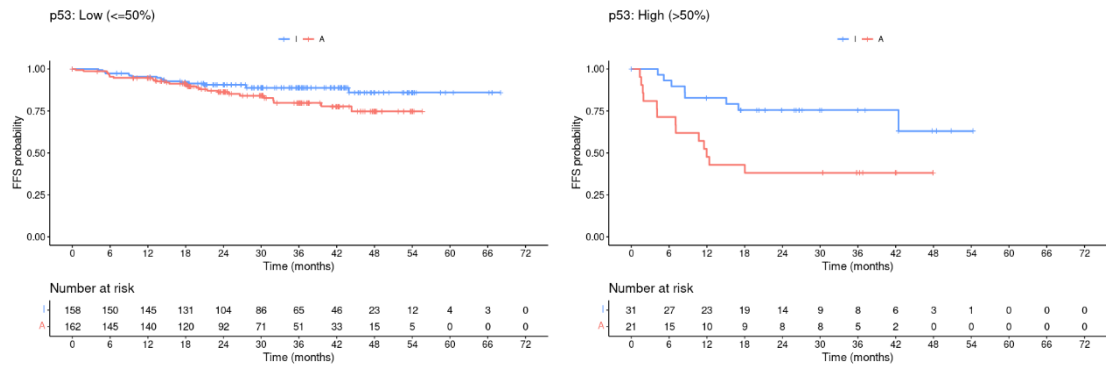 p53: Low (<=50%)
I A
1.00
0.75
0.50
0.25
0.00
FFS probability
0 6 12 18 24 30 36 42 48 54 60 66 72
Time (months)
Number at risk
I 158 150 145 131 104 86 65 46 23 12 4 3 0
A 162 145 140 120 92 71 51 33 15 5 0 0 0
0 6 12 18 24 30 36 42 48 54 60 66 72
Time (months)
p53: High (>50%)
I A
1.00
0.75
0.50
0.25
0.00
FFS probability
0 6 12 18 24 30 36 42 48 54 60 66 72
Time (months)
Number at risk
I 31 27 23 19 14 9 8 6 3 1 0 0 0
A 21 15 10 9 8 8 5 2 0 0 0 0 0
0 6 12 18 24 30 36 42 48 54 60 66 72
Time (months)